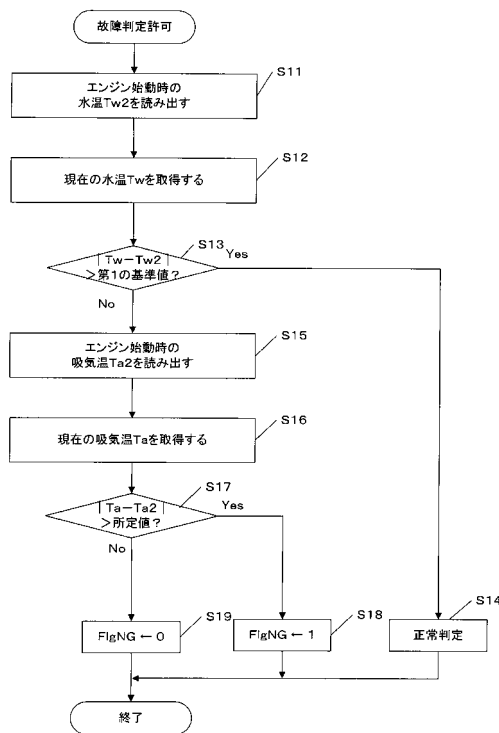 故障判定許可
S11
エンジン始動時の
水温Tw2を読み出す
S12
現在の水温Twを取得する
S13
|Tw-Tw2|
>第1の基準値?
Yes
No
S15
エンジン始動時の
吸気温Ta2を読み出す
S16
現在の吸気温Taを取得する
S17
|Ta-Ta2|
>所定値?
Yes
No
S19
FlgNG ← 0
S18
FlgNG ← 1
S14
正常判定
終了